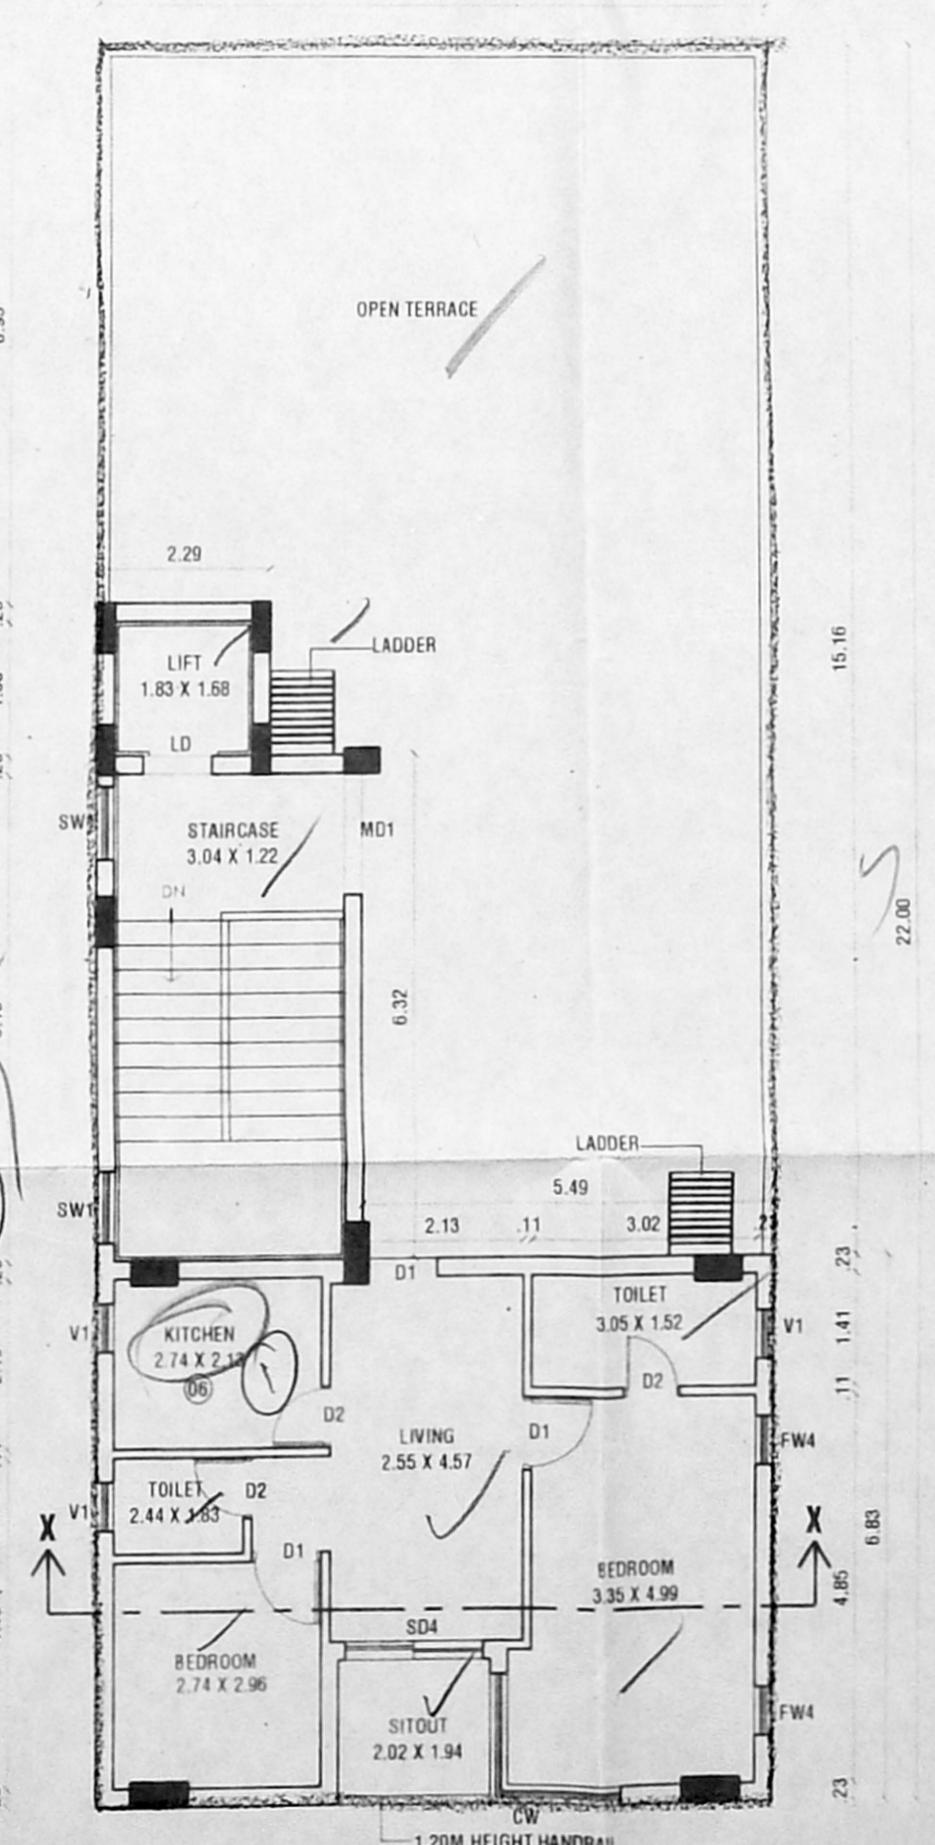 OPEN TERRACE
2.29
LIFT
1.83 X 1.68
LADDER
15.16
LD
SW
STAIRCASE
3.04 X 1.22
MD1
DN
22.00
6.32
LADDER
5.49
SW1
2.13
.11
3.02
.23
D1
TOILET
3.05 X 1.52
V1
KITCHEN
2.74 X 2.13
06
V1
1.41
D2
.11
D2
LIVING
2.55 X 4.57
D1
FW4
TOILET
2.44 X 1.83
D2
V1
X
X
D1
6.83
BEDROOM
3.35 X 4.99
4.85
SD4
BEDROOM
2.74 X 2.96
SITOUT
2.02 X 1.94
FW4
.23
CW
1.20M HEIGHT HANDRAIL